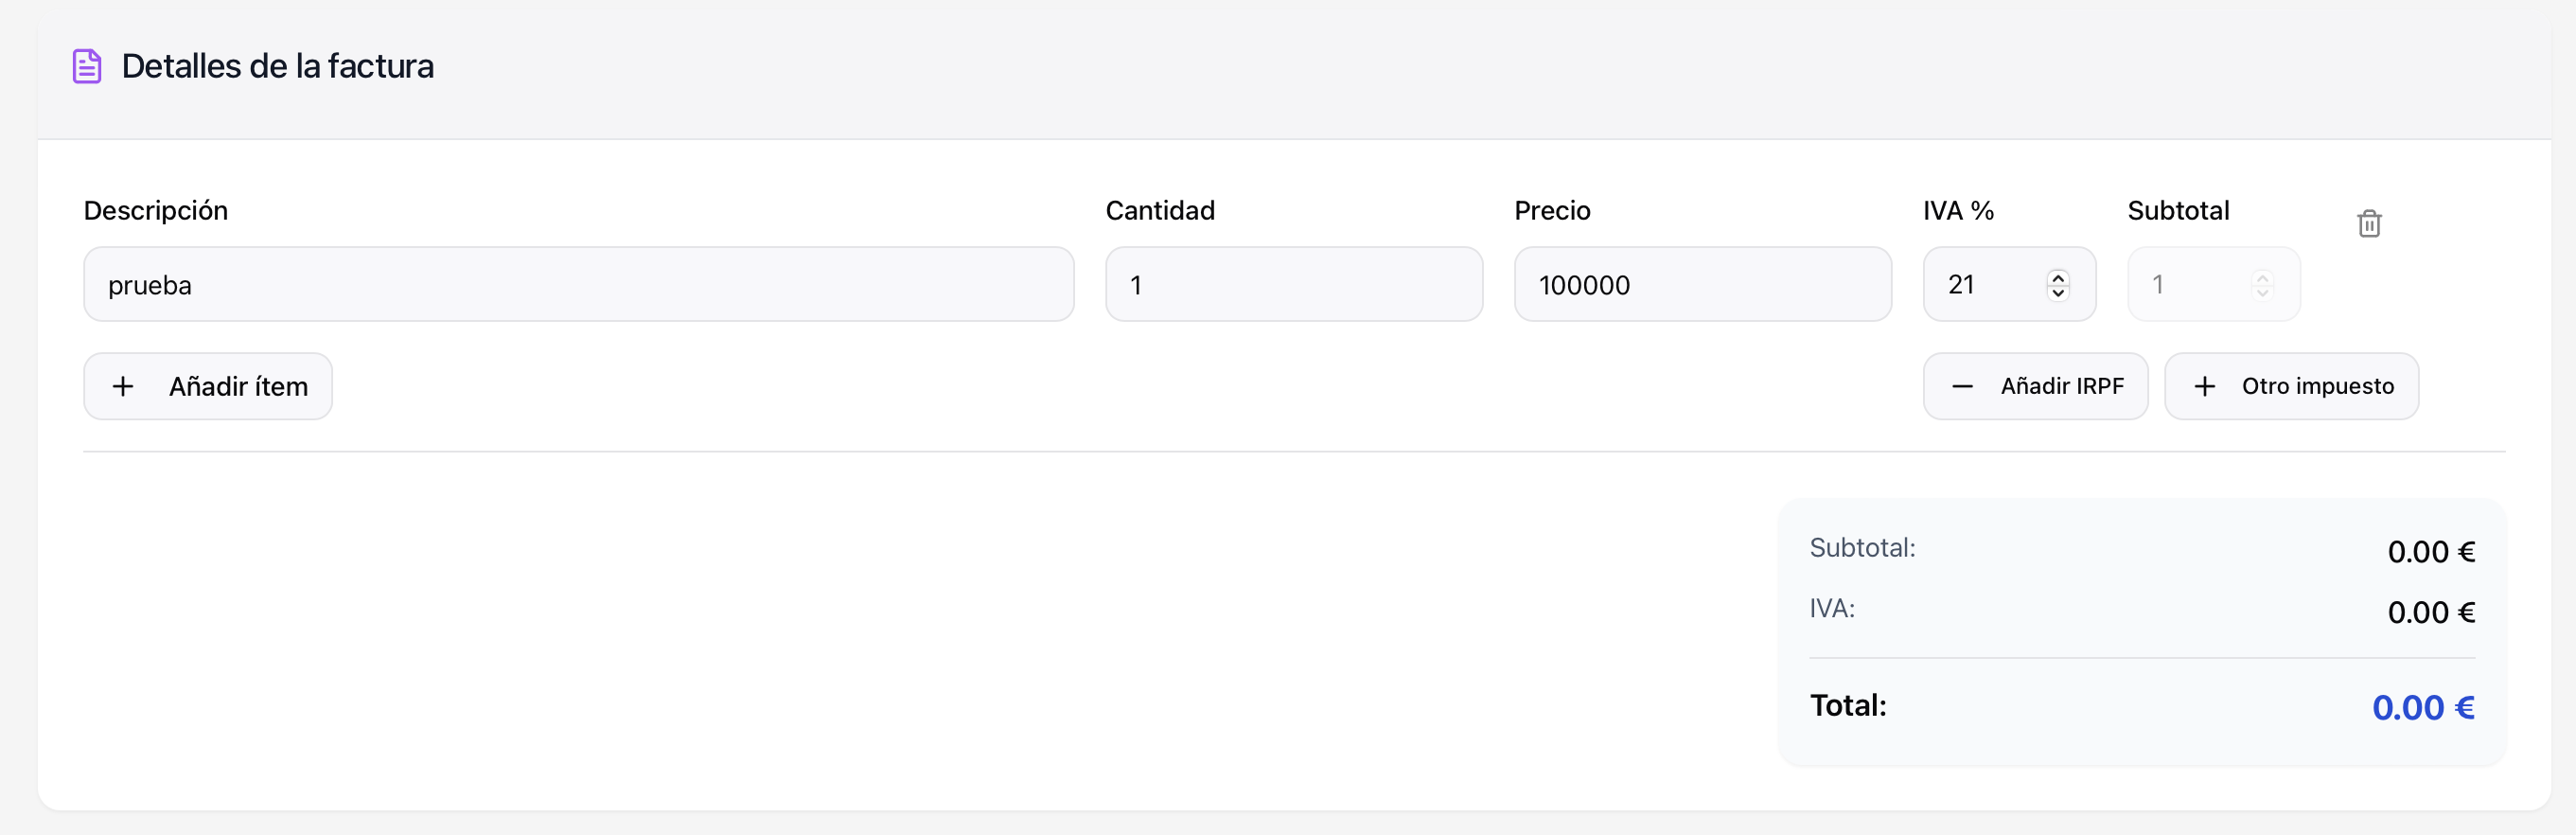 Detalles de la factura
Descripción Cantidad Precio IVA % Subtotal
prueba 1 100000 21 1
Añadir ítem Añadir IRPF Otro impuesto
Subtotal: 0.00 €
IVA: 0.00 €
Total: 0.00 €